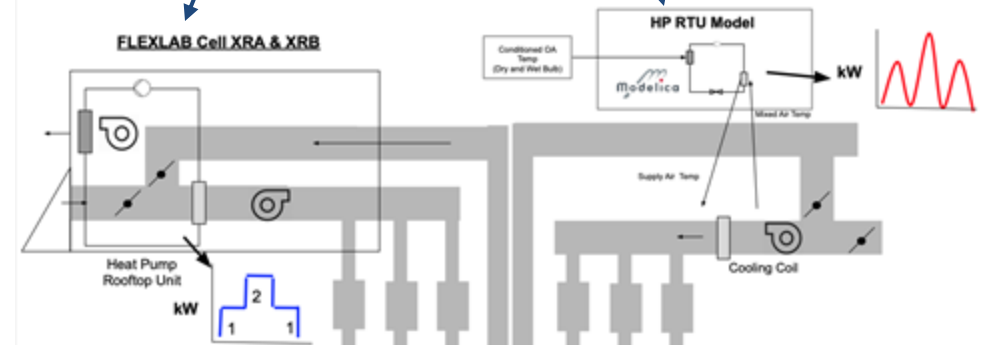 FLEXLAB Cell XRA & XRB
Heat Pump
Rooftop Unit
kW
1
2
1
HP RTU Model
Conditioned OA
Temp
(Dry and Wet Bulb)
Modelica
kW
Mixed Air Temp
Supply Air Temp
Cooling Coil